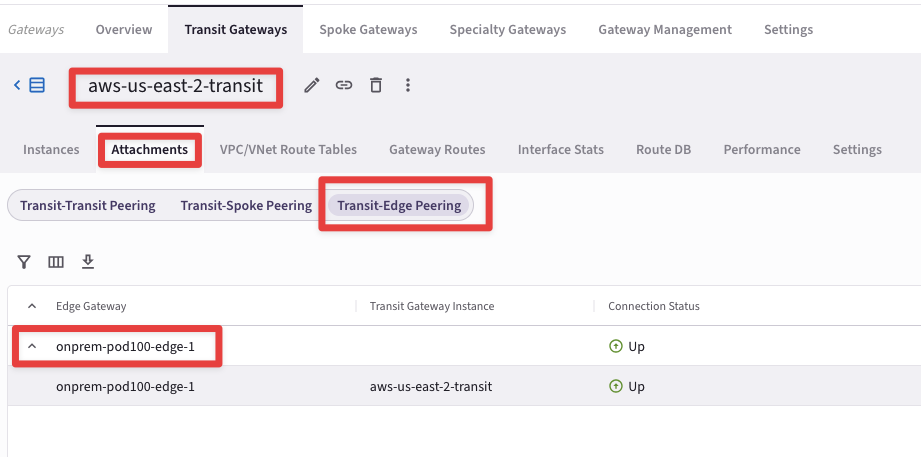 Gateways Overview Transit Gateways Spoke Gateways Specialty Gateways Gateway Management Settings
aws-us-east-2-transit
Instances Attachments VPC/VNet Route Tables Gateway Routes Interface Stats Route DB Performance Settings
Transit-Transit Peering Transit-Spoke Peering Transit-Edge Peering
Edge Gateway Transit Gateway Instance Connection Status
onprem-pod100-edge-1 Up
onprem-pod100-edge-1 aws-us-east-2-transit Up